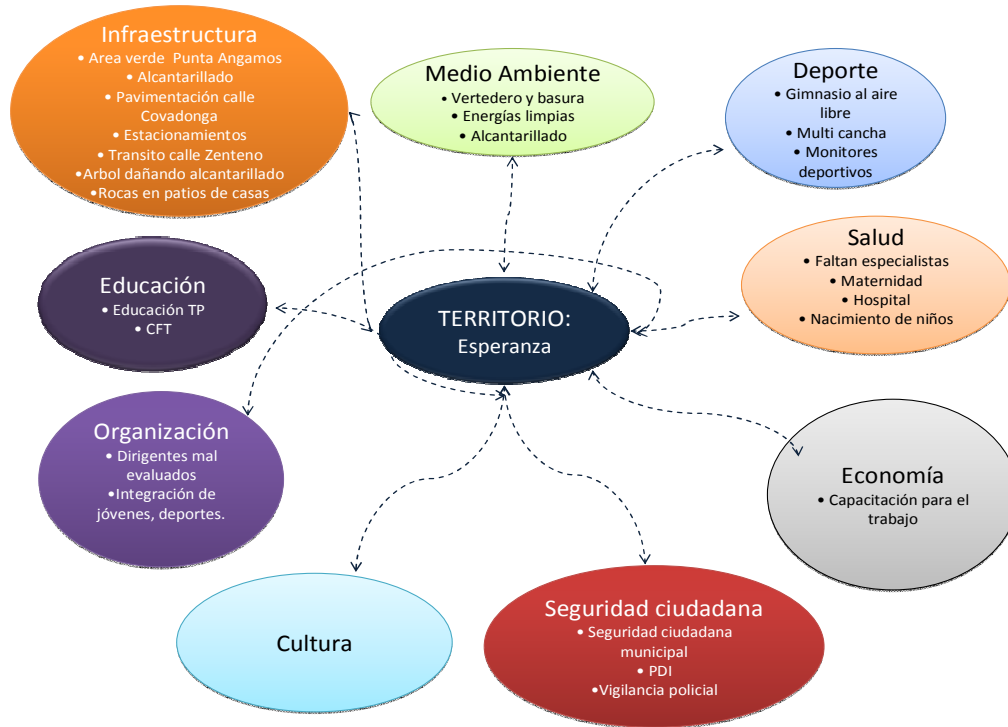 Infraestructura
• Area verde Punta Angamos
• Alcantarillado
• Pavimentación calle
Covadonga
• Estacionamientos
• Transito calle Zenteno
•Arbol dañando alcantarillado
•Rocas en patios de casas
Medio Ambiente
• Vertedero y basura
• Energías limpias
• Alcantarillado
Deporte
• Gimnasio al aire
libre
• Multi cancha
• Monitores
deportivos
Educación
• Educación TP
• CFT
TERRITORIO:
Esperanza
Salud
• Faltan especialistas
• Maternidad
• Hospital
• Nacimiento de niños
Organización
• Dirigentes mal
evaluados
•Integración de
jóvenes, deportes.
Economía
• Capacitación para el
trabajo
Cultura
Seguridad ciudadana
• Seguridad ciudadana
municipal
• PDI
•Vigilancia policial